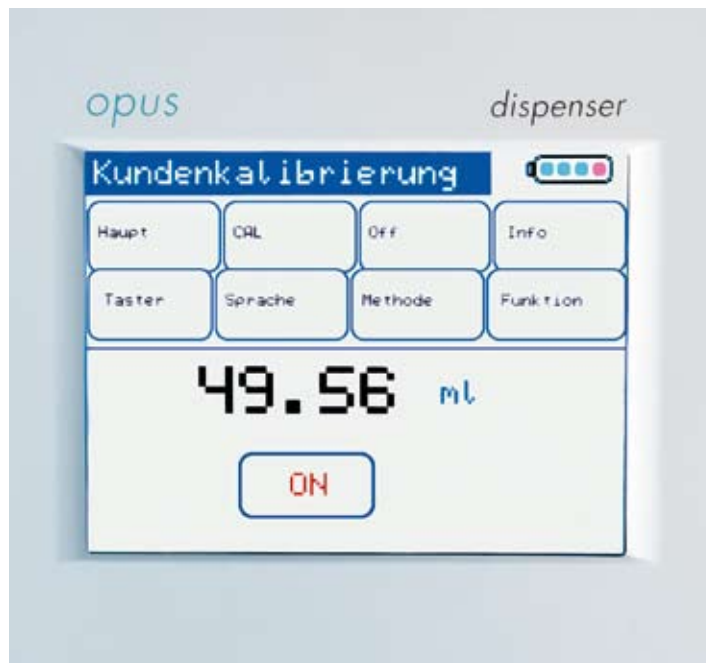 opus dispenser
Kundenkalibrierung
Haupt CAL Off Info
Taster Sprache Methode Funktion
49.56 ml
ON